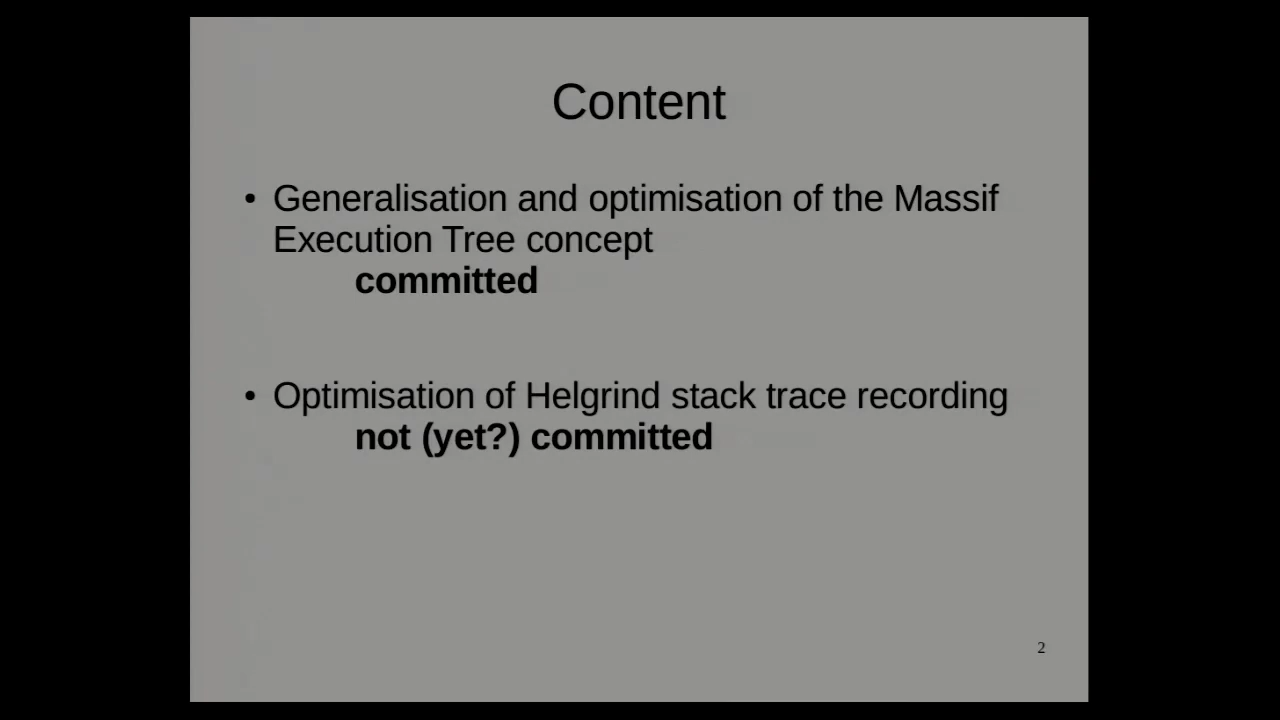 Content
• Generalisation and optimisation of the Massif
Execution Tree concept
committed
• Optimisation of Helgrind stack trace recording
not (yet?) committed
2